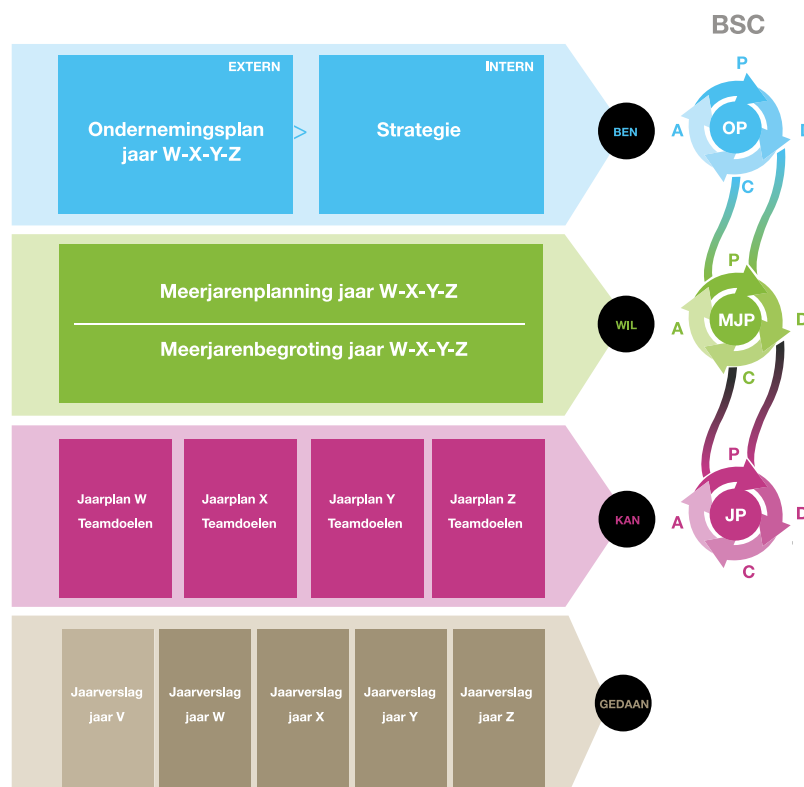 BSC
EXTERN
INTERN
Ondernemingsplan
jaar W-X-Y-Z
>
Strategie
BEN
P
A
OP
D
C
Meerjarenplanning jaar W-X-Y-Z
Meerjarenbegroting jaar W-X-Y-Z
WIL
P
A
MJP
D
C
Jaarplan W
Teamdoelen
Jaarplan X
Teamdoelen
Jaarplan Y
Teamdoelen
Jaarplan Z
Teamdoelen
KAN
P
A
JP
D
C
Jaarverslag
jaar V
Jaarverslag
jaar W
Jaarverslag
jaar X
Jaarverslag
jaar Y
Jaarverslag
jaar Z
GEDAAN